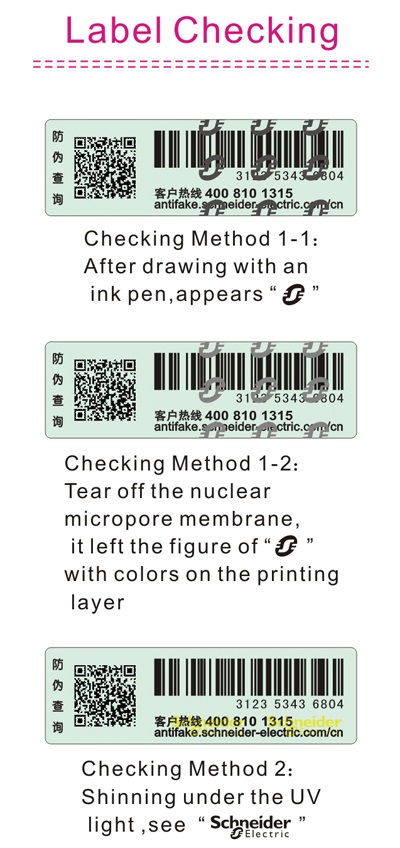 Label Checking
防伪查询
3123 5343 6804
客户热线 400 810 1315
antifake.schneider-electric.com/cn
Checking Method 1-1:
After drawing with an
ink pen,appears “ ”
防伪查询
3123 5343 6804
客户热线 400 810 1315
antifake.schneider-electric.com/cn
Checking Method 1-2:
Tear off the nuclear
micropore membrane,
it left the figure of “ ”
with colors on the printing
layer
防伪查询
3123 5343 6804
客户热线 400 810 1315
Schneider
antifake.schneider-electric.com/cn
Checking Method 2:
Shinning under the UV
light ,see “ Schneider ”
Electric